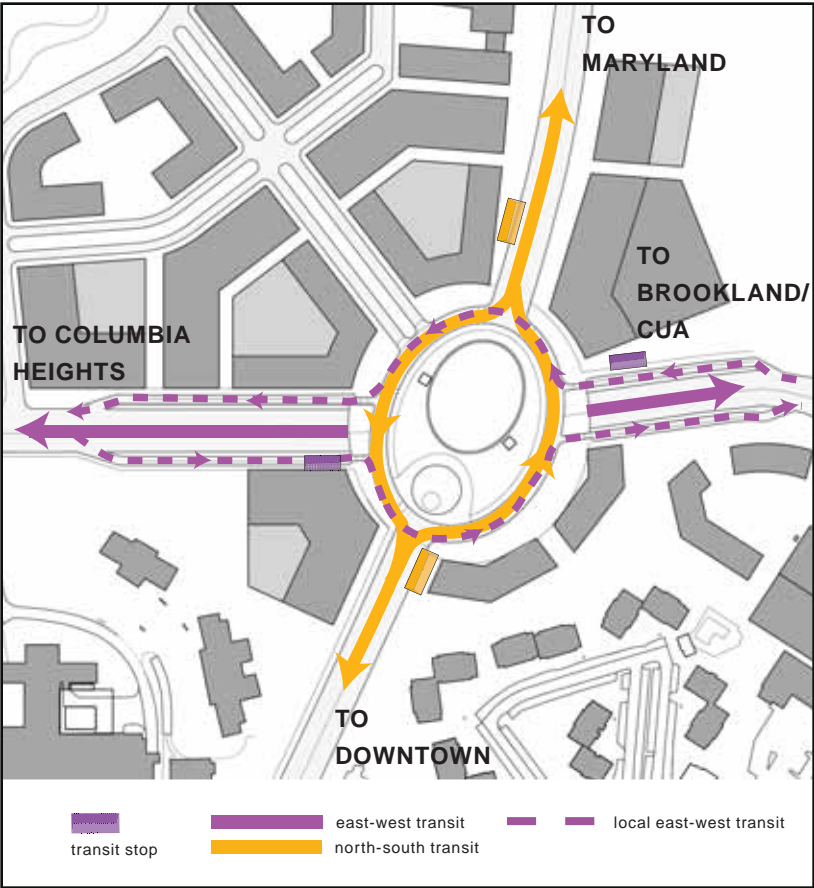 TO
MARYLAND
TO
BROOKLAND/
CUA
TO COLUMBIA
HEIGHTS
TO
DOWNTOWN
transit stop
east-west transit
north-south transit
local east-west transit